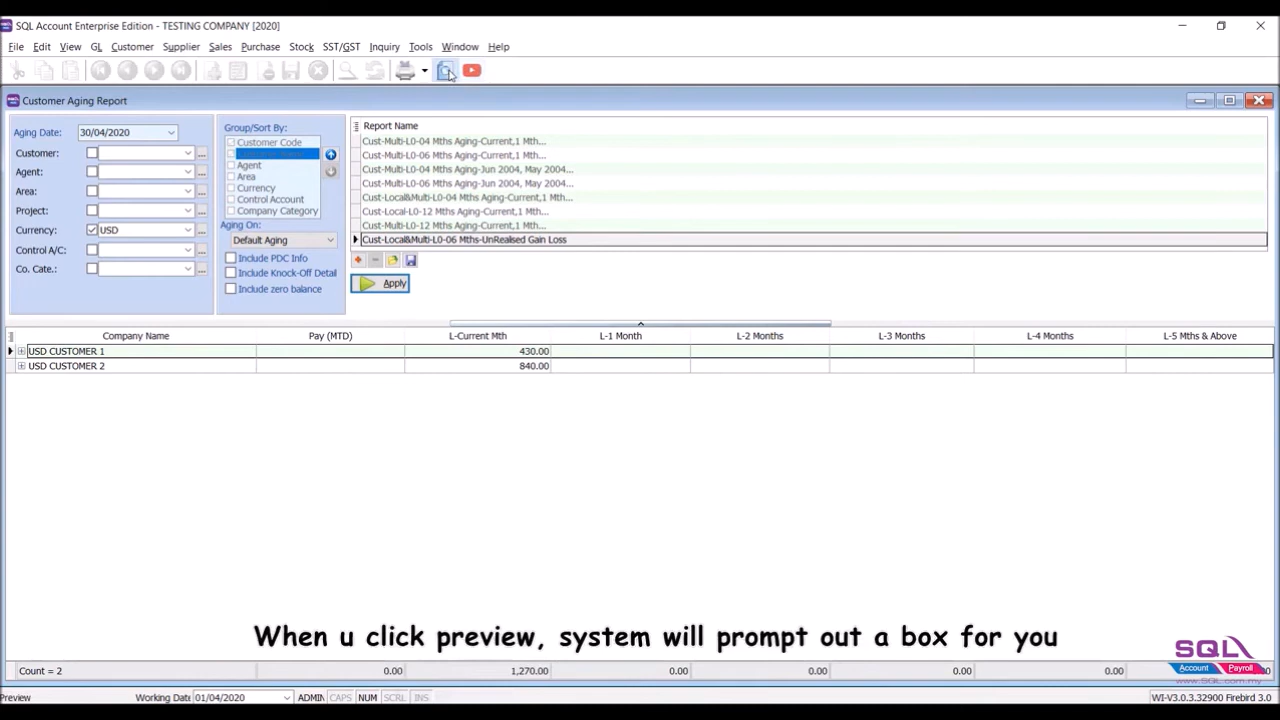 SQL Account Enterprise Edition - TESTING COMPANY [2020]
File Edit View GL Customer Supplier Sales Purchase Stock SST/GST Inquiry Tools Window Help
Customer Aging Report
Aging Date: 30/04/2020
Customer:
Agent:
Area:
Project:
Currency: USD
Control A/C:
Co. Cate.:
Group/Sort By:
Customer Code
Agent
Area
Currency
Control Account
Company Category
Aging On:
Default Aging
Include PDC Info
Include Knock-Off Detail
Include zero balance
Report Name
Cust-Multi-L0-04 Mths Aging-Current,1 Mth...
Cust-Multi-L0-06 Mths Aging-Current,1 Mth...
Cust-Multi-L0-04 Mths Aging-Jun 2004, May 2004...
Cust-Multi-L0-06 Mths Aging-Jun 2004, May 2004...
Cust-Local&Multi-L0-04 Mths Aging-Current,1 Mth...
Cust-Local-L0-12 Mths Aging-Current,1 Mth...
Cust-Multi-L0-12 Mths Aging-Current,1 Mth...
Cust-Local&Multi-L0-06 Mths-UnRealised Gain Loss
Apply
Company Name Pay (MTD) L-Current Mth L-1 Month L-2 Months L-3 Months L-4 Months L-5 Mths & Above
USD CUSTOMER 1 430.00
USD CUSTOMER 2 840.00
When u click preview, system will prompt out a box for you
SQL
Account Payroll
www.SQL.com.my
Count = 2 0.00 1,270.00 0.00 0.00 0.00 0.00
Preview Working Date 01/04/2020 ADMIN CAPS NUM SCRL INS WI-V3.0.3.32900 Firebird 3.0